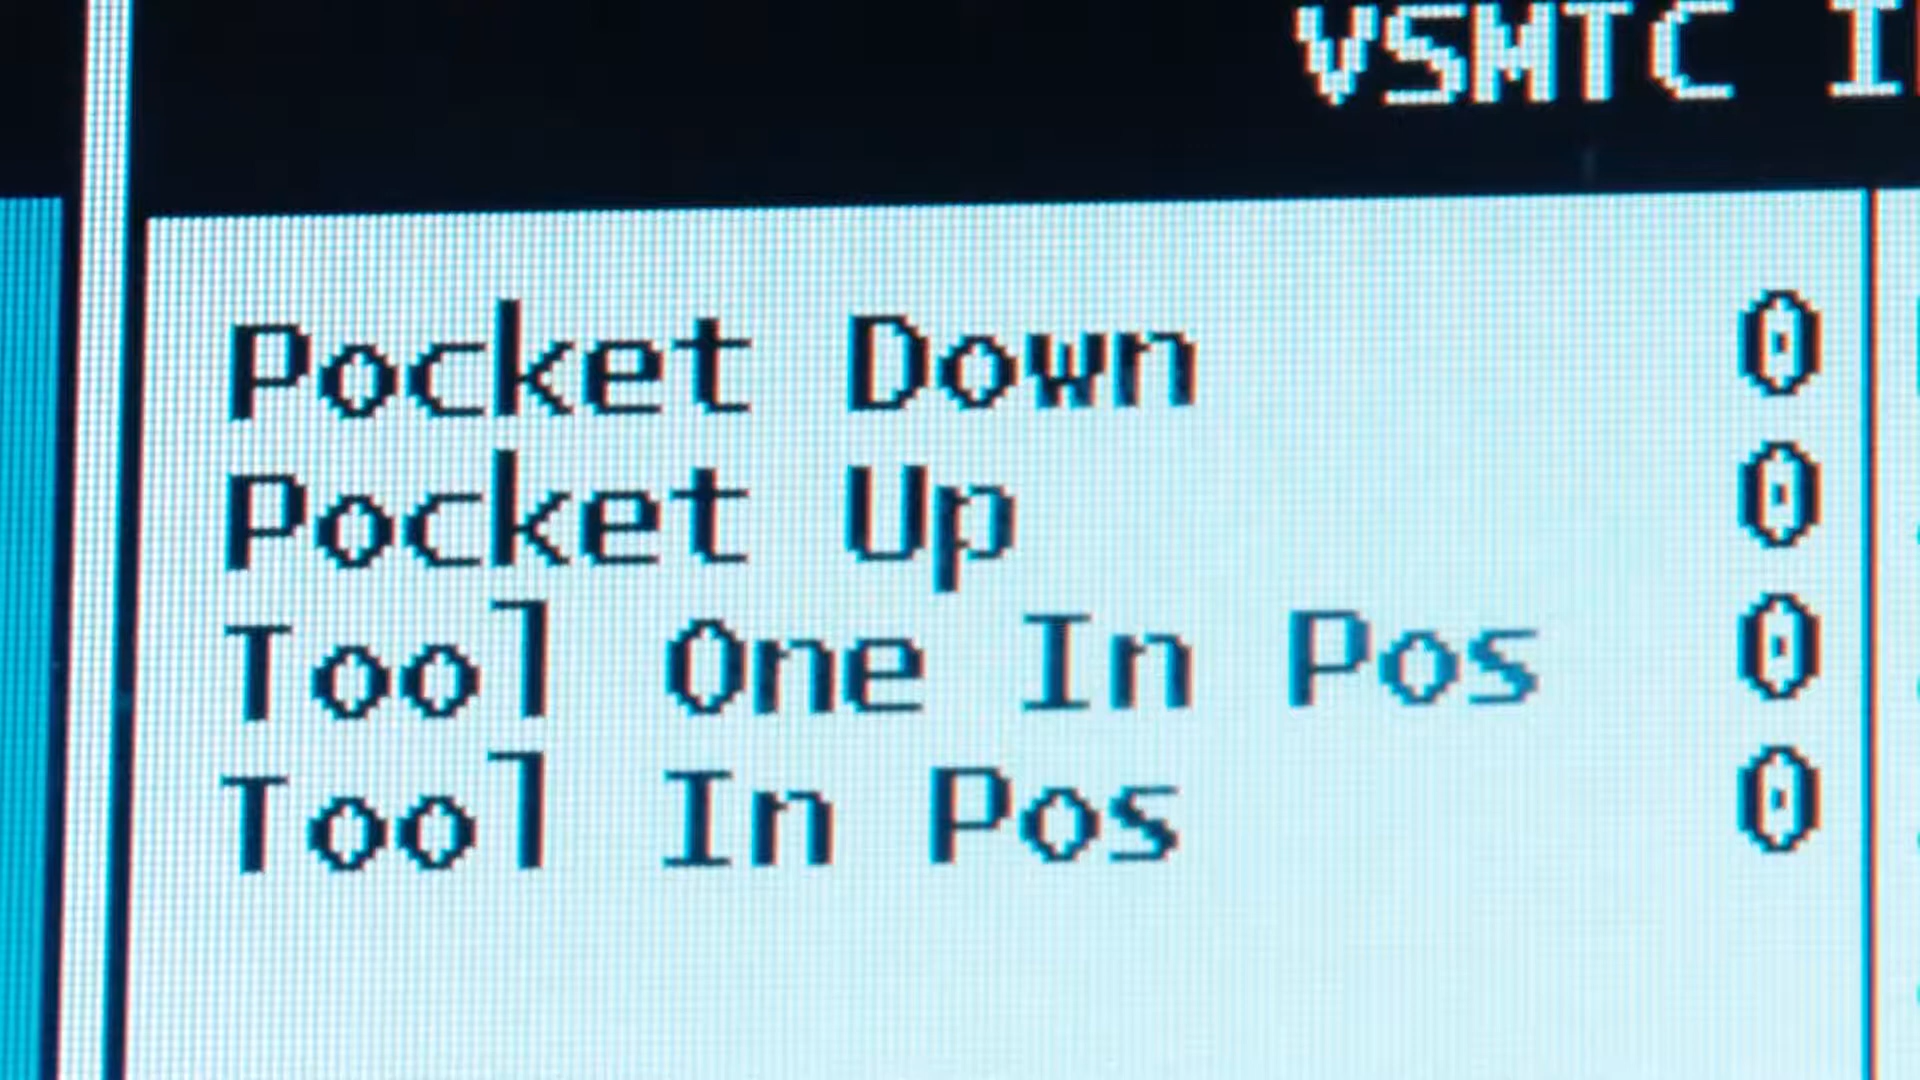 VSMTC
Pocket Down 0
Pocket Up 0
Tool One In Pos 0
Tool In Pos 0